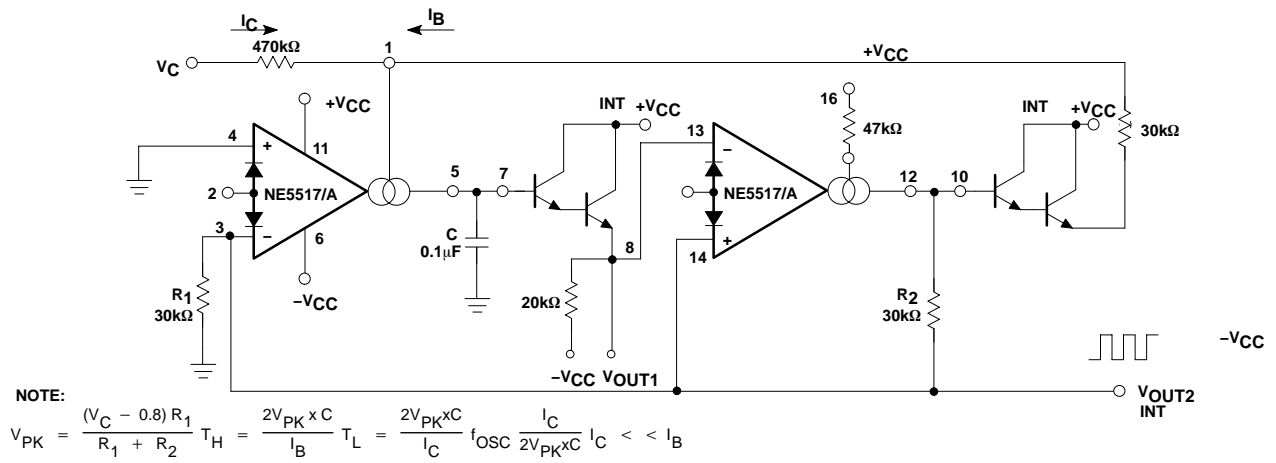 I_C
I_B
470kΩ
1
V_C
+V_CC
+V_CC
4
+
11
2
NE5517/A
3
−
6
−V_CC
R_1
30kΩ
5
7
C
0.1µF
INT
+V_CC
8
20kΩ
−V_CC
V_OUT1
13
−
NE5517/A
+
14
16
47kΩ
12
10
INT
+V_CC
30kΩ
R_2
30kΩ
−V_CC
V_OUT2
INT
NOTE:
V_PK = (V_C − 0.8) R_1 / R_1 + R_2 T_H = 2V_PK x C / I_B T_L = 2V_PKxC / I_C f_OSC I_C / 2V_PKxC I_C < < I_B